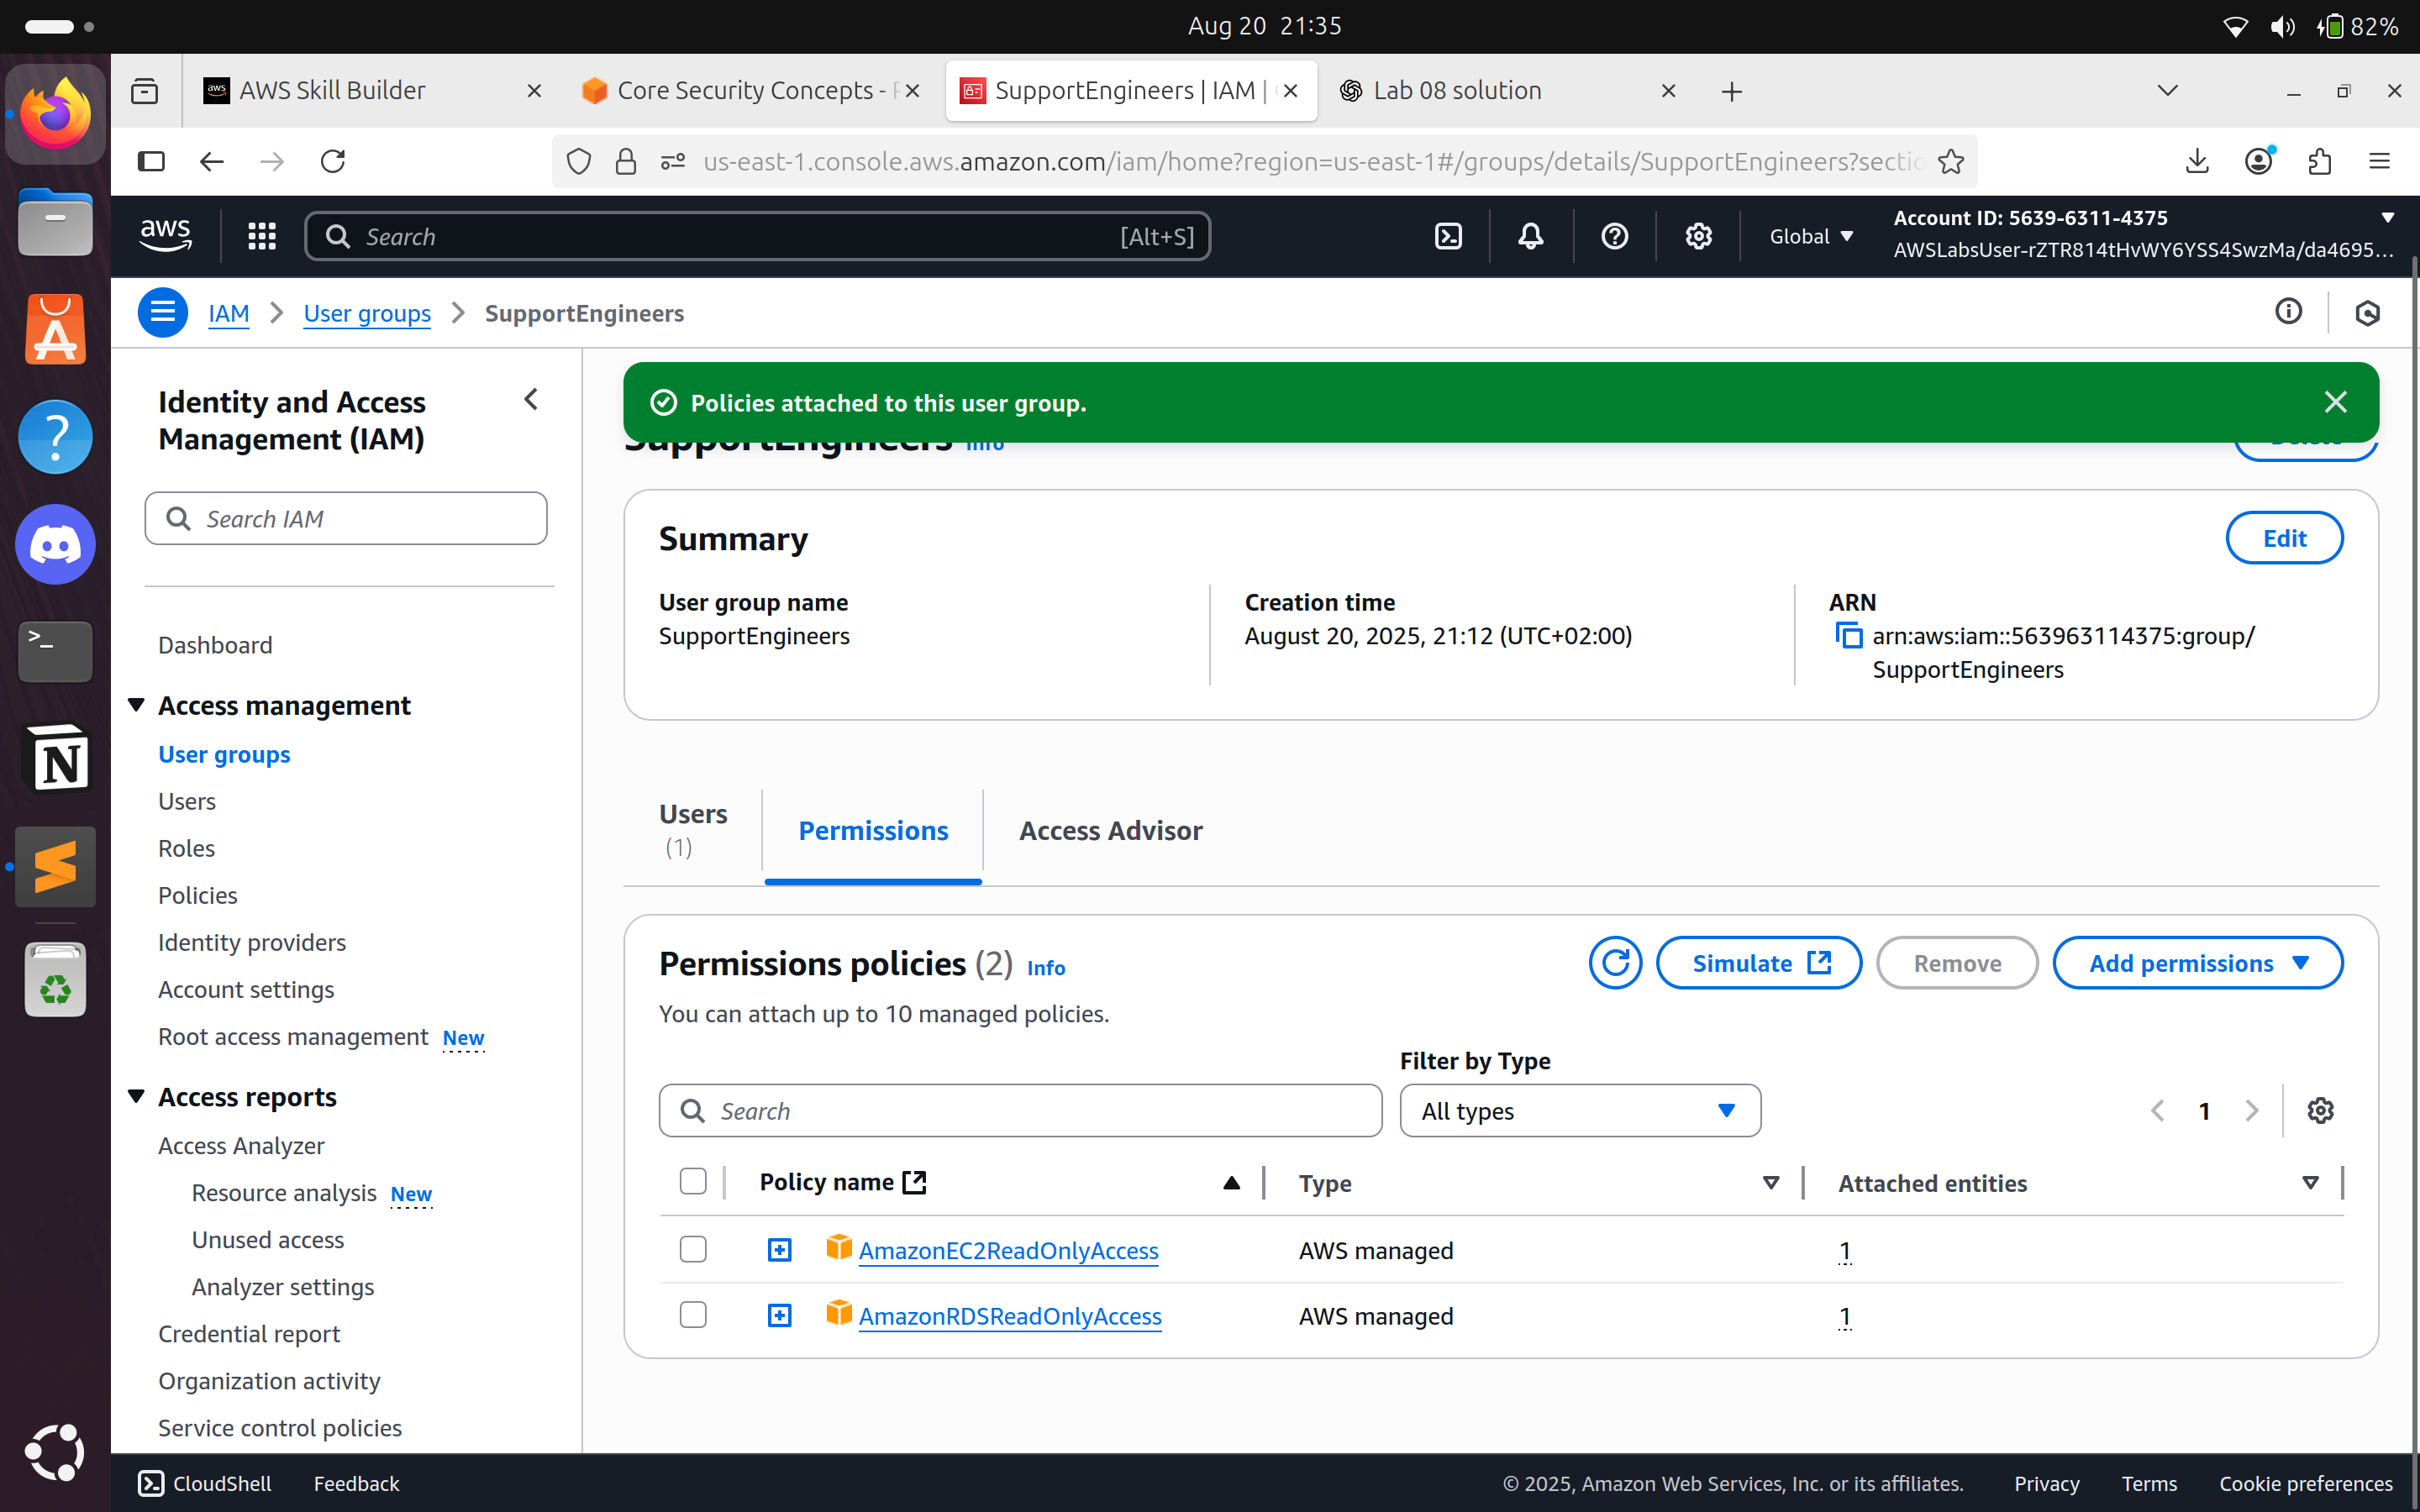 Aug 20 21:35
82%
AWS Skill Builder
Core Security Concepts -
SupportEngineers | IAM |
Lab 08 solution
us-east-1.console.aws.amazon.com/iam/home?region=us-east-1#/groups/details/SupportEngineers?sectio
aws
Search
[Alt+S]
Global
Account ID: 5639-6311-4375
AWSLabsUser-rZTR814tHvWY6YSS4SwzMa/da4695...
IAM
User groups
SupportEngineers
Identity and Access
Management (IAM)
Search IAM
Dashboard
Access management
User groups
Users
Roles
Policies
Identity providers
Account settings
Root access management New
Access reports
Access Analyzer
Resource analysis New
Unused access
Analyzer settings
Credential report
Organization activity
Service control policies
Policies attached to this user group.
SupportEngineers Info
Delete
Summary
Edit
User group name
SupportEngineers
Creation time
August 20, 2025, 21:12 (UTC+02:00)
ARN
arn:aws:iam::563963114375:group/
SupportEngineers
Users
(1)
Permissions
Access Advisor
Permissions policies (2) Info
Simulate
Remove
Add permissions
You can attach up to 10 managed policies.
Filter by Type
Search
All types
1
Policy name
Type
Attached entities
AmazonEC2ReadOnlyAccess
AWS managed
1
AmazonRDSReadOnlyAccess
AWS managed
1
CloudShell
Feedback
© 2025, Amazon Web Services, Inc. or its affiliates.
Privacy
Terms
Cookie preferences